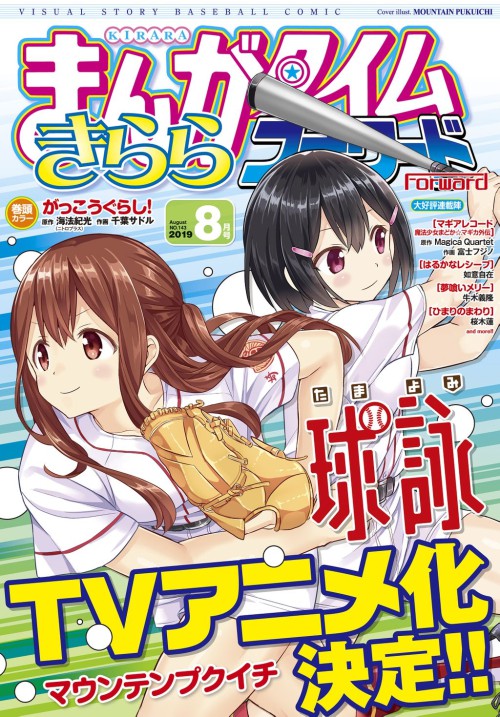 VISUAL STORY BASEBALL COMIC
Cover illust. MOUNTAIN PUKUICHI
KIRARA
まんがタイム
きららフォワード
Forward
巻頭カラー
がっこうぐらし!
原作 海法紀光 作画 千葉サドル
(ニトロプラス)
August
NO.143
2019
8月号
大好評連載陣
[マギアレコード
魔法少女まどか☆マギカ外伝]
原作 Magica Quartet
作画 富士フジノ
[はるかなレシーブ]
如意自在
[夢喰いメリー]
牛木義隆
[ひまりのまわり]
桜木蓮
and more!!
たまよみ
球詠
TVアニメ化
決定!!
マウンテンプクイチ